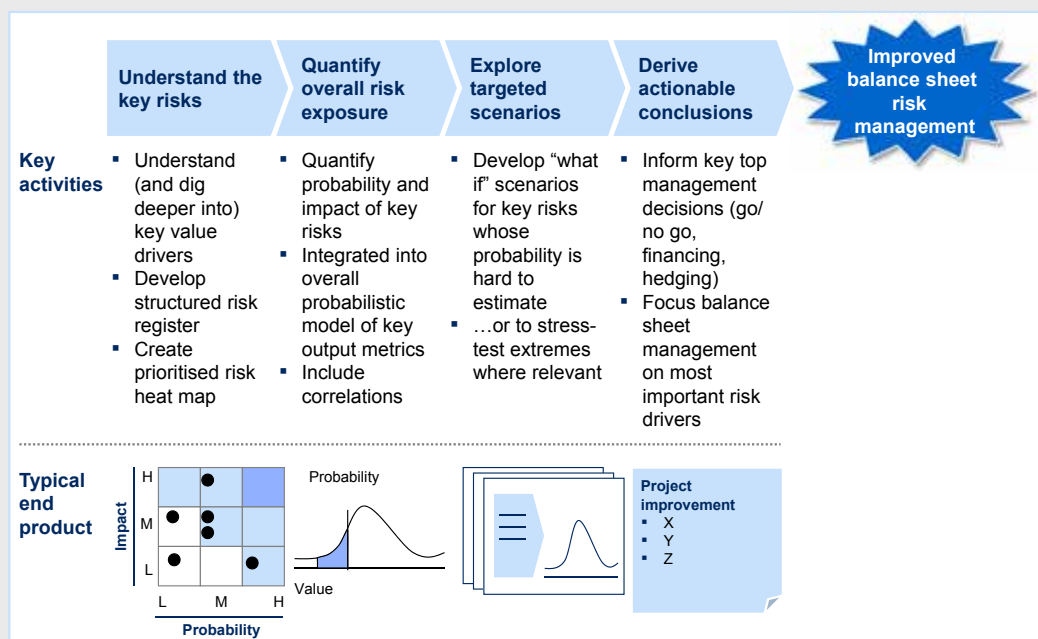 Understand the
key risks
Quantify
overall risk
exposure
Explore
targeted
scenarios
Derive
actionable
conclusions
Improved
balance sheet
risk
management
Key
activities
▪ Understand
(and dig
deeper into)
key value
drivers
▪ Develop
structured risk
register
▪ Create
prioritised risk
heat map
▪ Quantify
probability and
impact of key
risks
▪ Integrated into
overall
probabilistic
model of key
output metrics
▪ Include
correlations
▪ Develop “what
if” scenarios
for key risks
whose
probability is
hard to
estimate
▪ …or to stress-
test extremes
where relevant
▪ Inform key top
management
decisions (go/
no go,
financing,
hedging)
▪ Focus balance
sheet
management
on most
important risk
drivers
Typical
end
product
Impact
H
M
L
L M H
Probability
Probability
Value
Project
improvement
▪ X
▪ Y
▪ Z